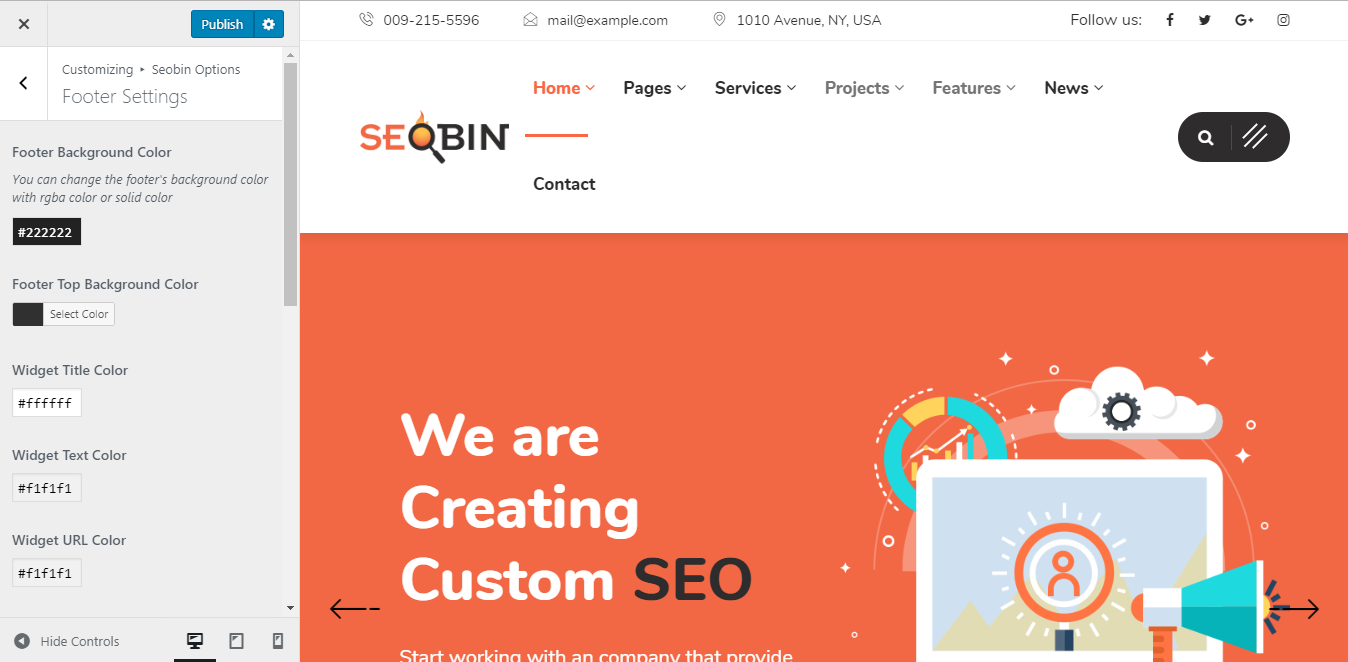 Publish
Customizing ▸ Seobin Options
Footer Settings
Footer Background Color
You can change the footer's background color
with rgba color or solid color
#222222
Footer Top Background Color
Select Color
Widget Title Color
#ffffff
Widget Text Color
#f1f1f1
Widget URL Color
#f1f1f1
Hide Controls
009-215-5596 mail@example.com 1010 Avenue, NY, USA Follow us:
Home Pages Services Projects Features News
SEOBIN
Contact
We are
Creating
Custom SEO
Start working with an company that provide